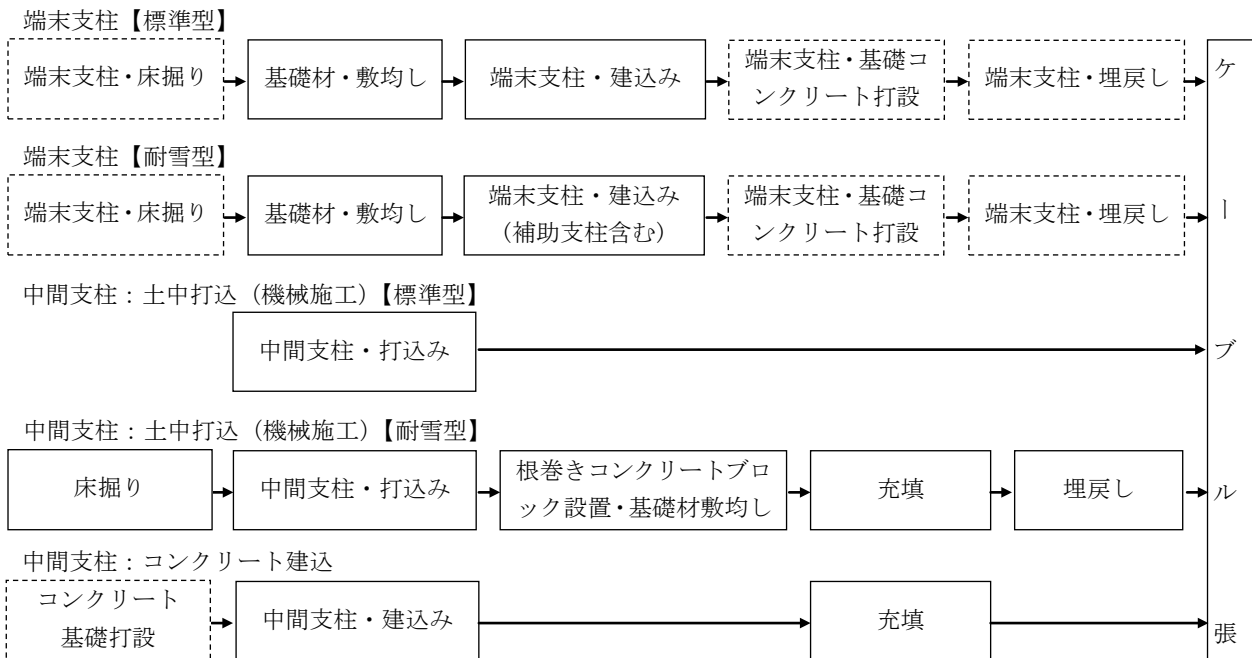 端末支柱【標準型】
端末支柱・床掘り
基礎材・敷均し
端末支柱・建込み
端末支柱・基礎コ
ンクリート打設
端末支柱・埋戻し
端末支柱【耐雪型】
端末支柱・床掘り
基礎材・敷均し
端末支柱・建込み
(補助支柱含む)
端末支柱・基礎コ
ンクリート打設
端末支柱・埋戻し
中間支柱：土中打込（機械施工）【標準型】
中間支柱・打込み
中間支柱：土中打込（機械施工）【耐雪型】
床掘り
中間支柱・打込み
根巻きコンクリートブロ
ック設置・基礎材敷均し
充填
埋戻し
中間支柱：コンクリート建込
コンクリート
基礎打設
中間支柱・建込み
充填
ケーブル張